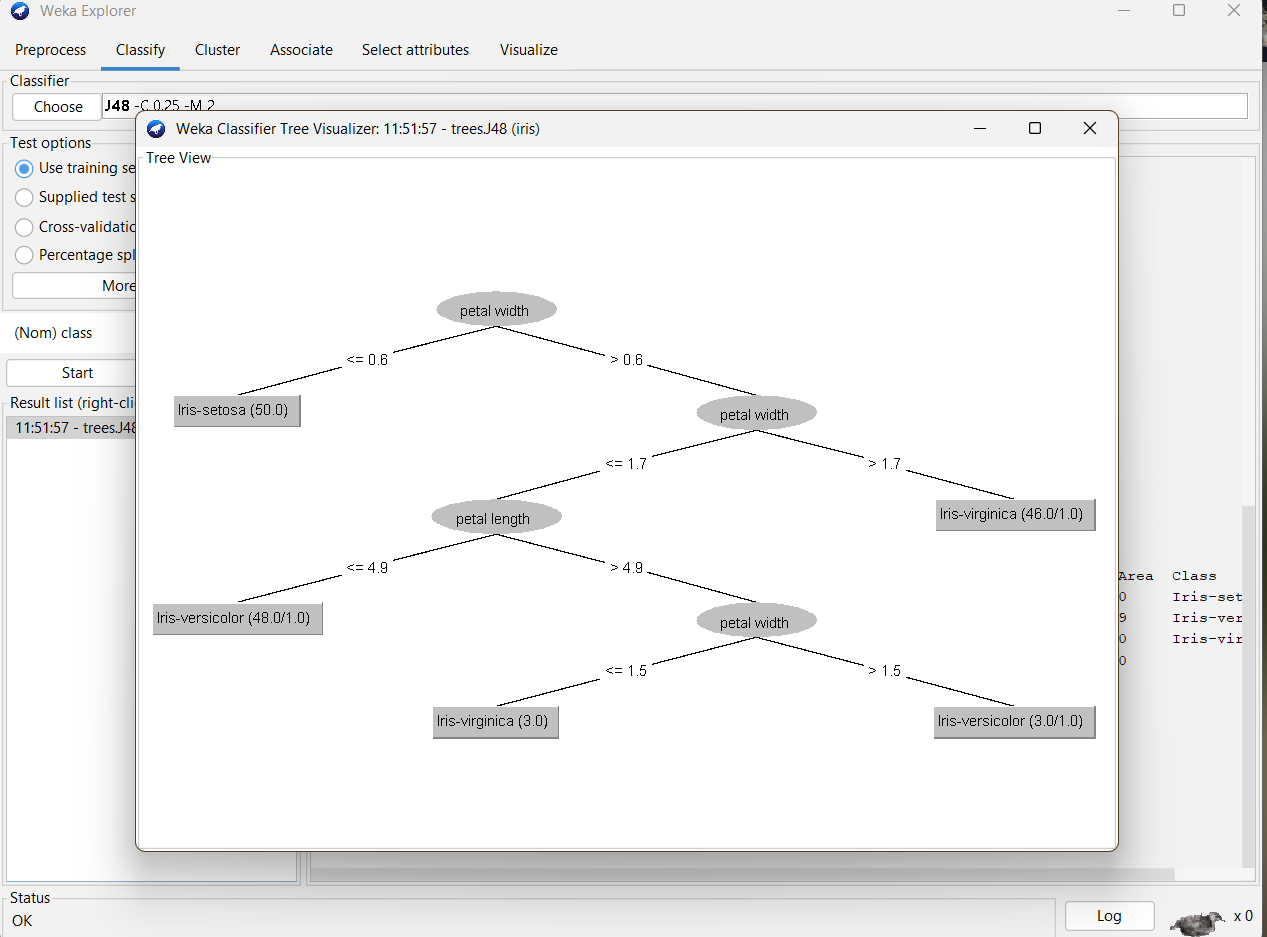 Weka Explorer
Preprocess Classify Cluster Associate Select attributes Visualize
Classifier
Choose J48 -C 0.25 -M 2
Weka Classifier Tree Visualizer: 11:51:57 - trees.J48 (iris)
Test options
Tree View
Use training se
Supplied test s
Cross-validatio
Percentage spl
More
(Nom) class
Start
Result list (right-cli
11:51:57 - trees.J48
petal width
<= 0.6 > 0.6
Iris-setosa (50.0) petal width
<= 1.7 > 1.7
petal length Iris-virginica (46.0/1.0)
<= 4.9 > 4.9
Iris-versicolor (48.0/1.0) petal width
<= 1.5 > 1.5
Iris-virginica (3.0) Iris-versicolor (3.0/1.0)
Area Class
0 Iris-set
9 Iris-ver
0 Iris-vir
0
Status
OK
Log x 0